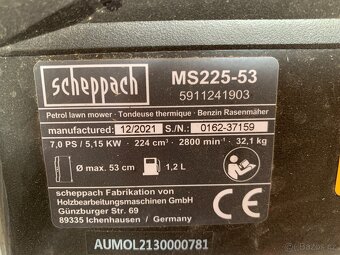 scheppach
MS225-53
5911241903
Petrol lawn mower · Tondeuse thermique · Benzin Rasenmäher
manufactured: 12/2021 S./N.: 0162-37159
7,0 PS / 5,15 KW · 224 cm³ · 2800 min⁻¹ · 32,1 kg
Ø max. 53 cm 1,2 L
scheppach Fabrikation von
Holzbearbeitungsmaschinen GmbH
Günzburger Str. 69
89335 Ichenhausen / Germany
CE
AUMOL2130000781